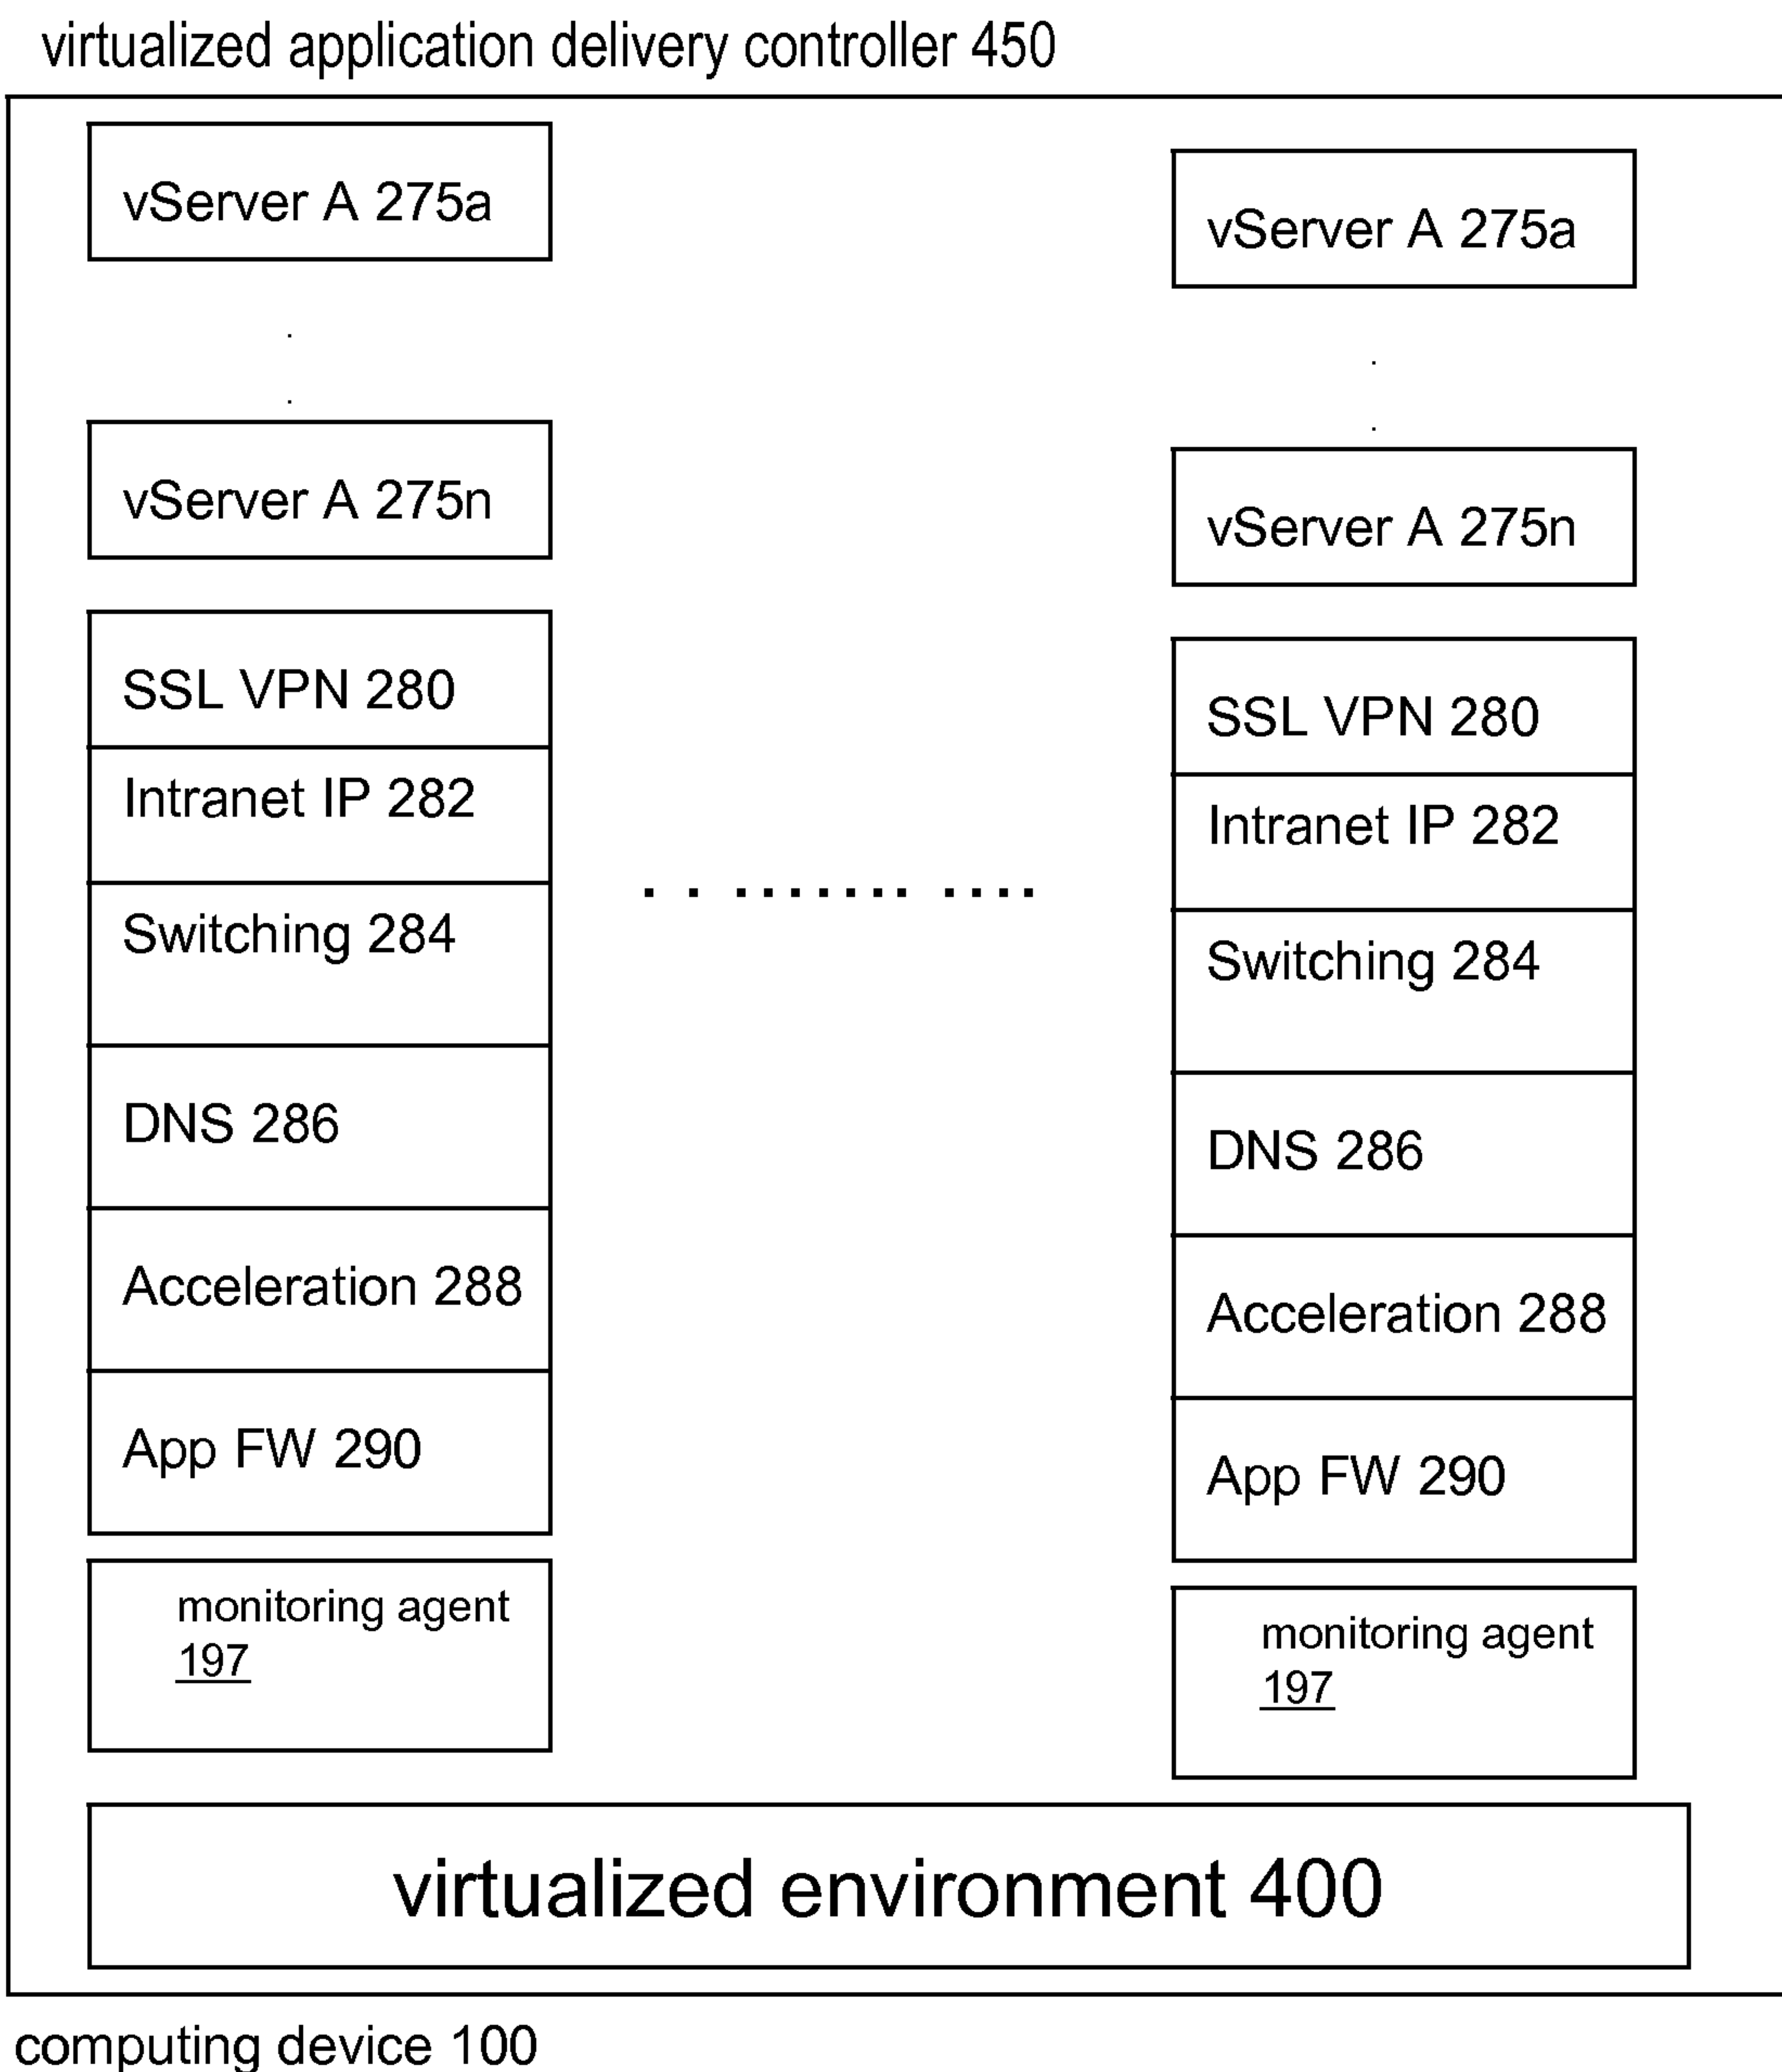 virtualized application delivery controller 450
vServer A 275a
vServer A 275n
SSL VPN 280
Intranet IP 282
Switching 284
DNS 286
Acceleration 288
App FW 290
monitoring agent
197
vServer A 275a
vServer A 275n
SSL VPN 280
Intranet IP 282
Switching 284
DNS 286
Acceleration 288
App FW 290
monitoring agent
197
virtualized environment 400
computing device 100